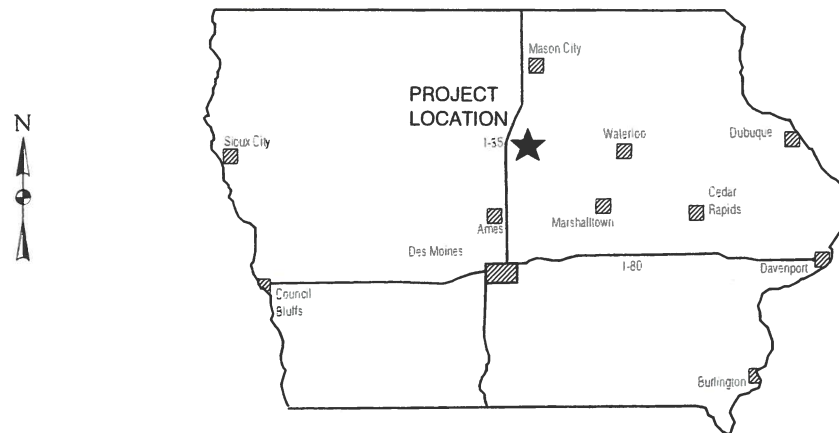 Mason City
PROJECT
LOCATION
N
I-35
Waterloo
Dubuque
Sioux City
Cedar
Rapids
Ames
Marshalltown
Des Moines
I-80
Davenport
Council
Bluffs
Burlington